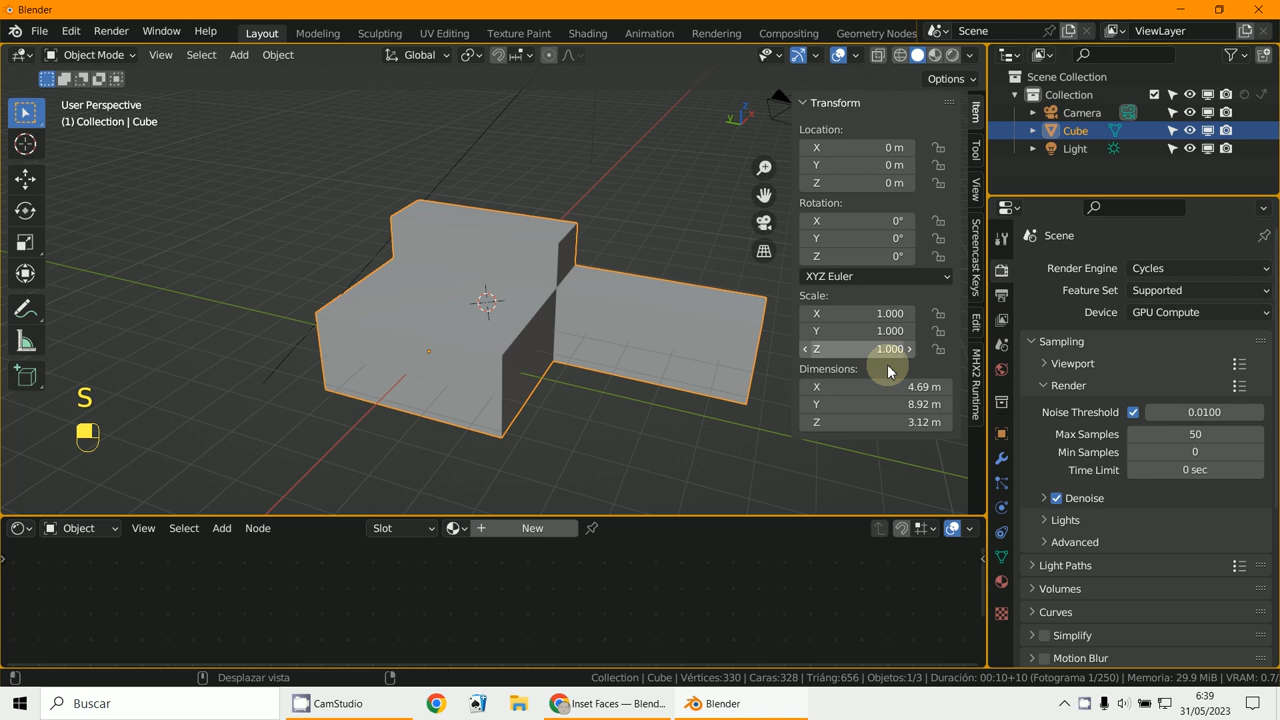 Blender
File Edit Render Window Help Layout Modeling Sculpting UV Editing Texture Paint Shading Animation Rendering Compositing Geometry Nodes Scene ViewLayer
Object Mode View Select Add Object Global
Options
User Perspective
(1) Collection | Cube
Transform
Location:
X 0 m
Y 0 m
Z 0 m
Rotation:
X 0°
Y 0°
Z 0°
XYZ Euler
Scale:
X 1.000
Y 1.000
Z 1.000
Dimensions:
X 4.69 m
Y 8.92 m
Z 3.12 m
Item
Tool
View
Screencast Keys
Edit
MHX2 Runtime
z
y
x
S
Scene Collection
Collection
Camera
Cube
Light
Scene
Render Engine Cycles
Feature Set Supported
Device GPU Compute
Sampling
Viewport
Render
Noise Threshold 0.0100
Max Samples 50
Min Samples 0
Time Limit 0 sec
Denoise
Lights
Advanced
Light Paths
Volumes
Curves
Simplify
Motion Blur
Object View Select Add Node Slot New
Desplazar vista
Collection | Cube | Vértices:330 | Caras:328 | Triáng:656 | Objetos:1/3 | Duración: 00:10+10 (Fotograma 1/250) | Memoria: 29.9 MiB | VRAM: 0.7/
Buscar CamStudio Inset Faces — Blend... Blender
6:39
31/05/2023